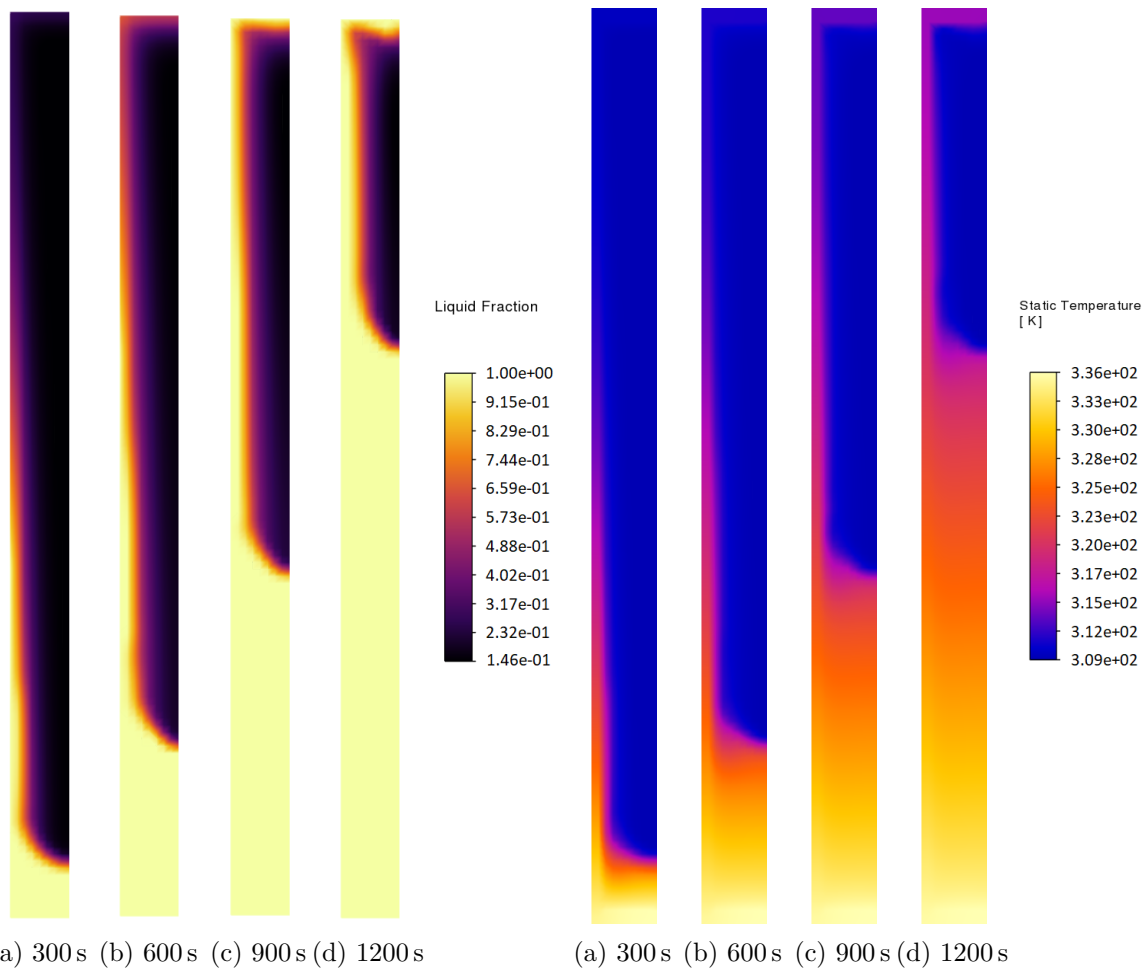 Liquid Fraction
1.00e+00
9.15e-01
8.29e-01
7.44e-01
6.59e-01
5.73e-01
4.88e-01
4.02e-01
3.17e-01
2.32e-01
1.46e-01
Static Temperature
[ K]
3.36e+02
3.33e+02
3.30e+02
3.28e+02
3.25e+02
3.23e+02
3.20e+02
3.17e+02
3.15e+02
3.12e+02
3.09e+02
a) 300 s (b) 600 s (c) 900 s (d) 1200 s
(a) 300 s (b) 600 s (c) 900 s (d) 1200 s